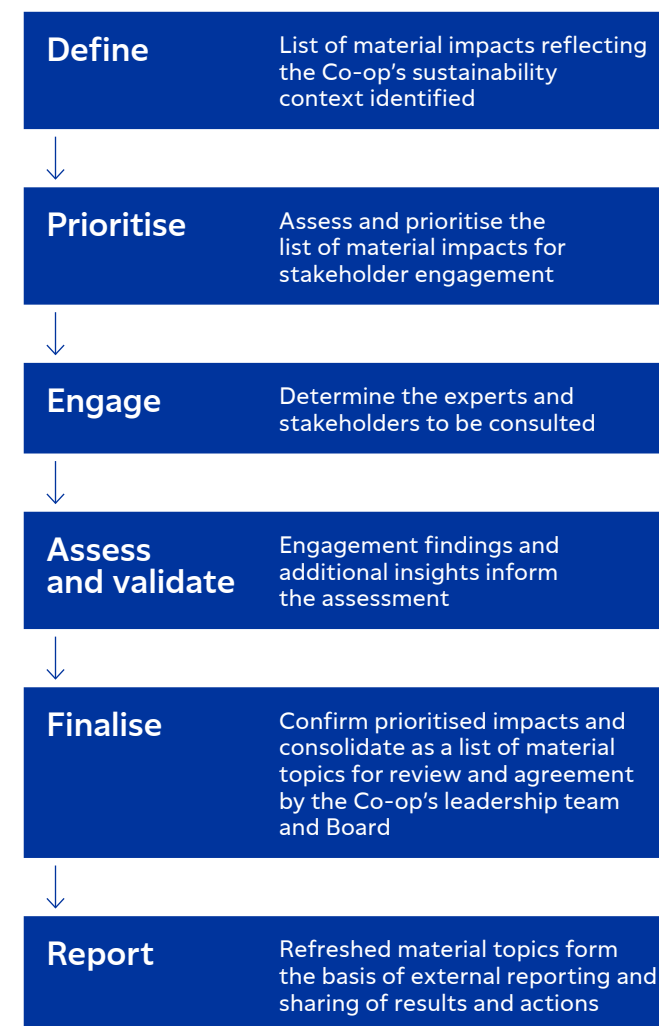 Define
List of material impacts reflecting
the Co-op's sustainability
context identified
Prioritise
Assess and prioritise the
list of material impacts for
stakeholder engagement
Engage
Determine the experts and
stakeholders to be consulted
Assess
and validate
Engagement findings and
additional insights inform
the assessment
Finalise
Confirm prioritised impacts and
consolidate as a list of material
topics for review and agreement
by the Co-op's leadership team
and Board
Report
Refreshed material topics form
the basis of external reporting and
sharing of results and actions